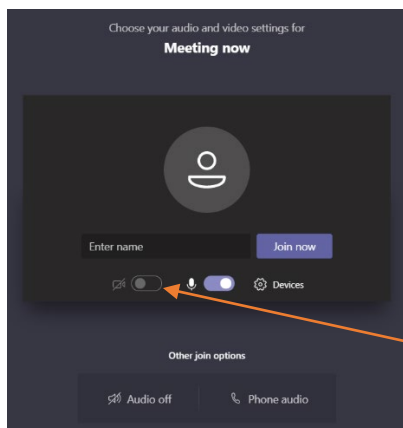 Choose your audio and video settings for
Meeting now
Enter name
Join now
Devices
Other join options
Audio off
Phone audio